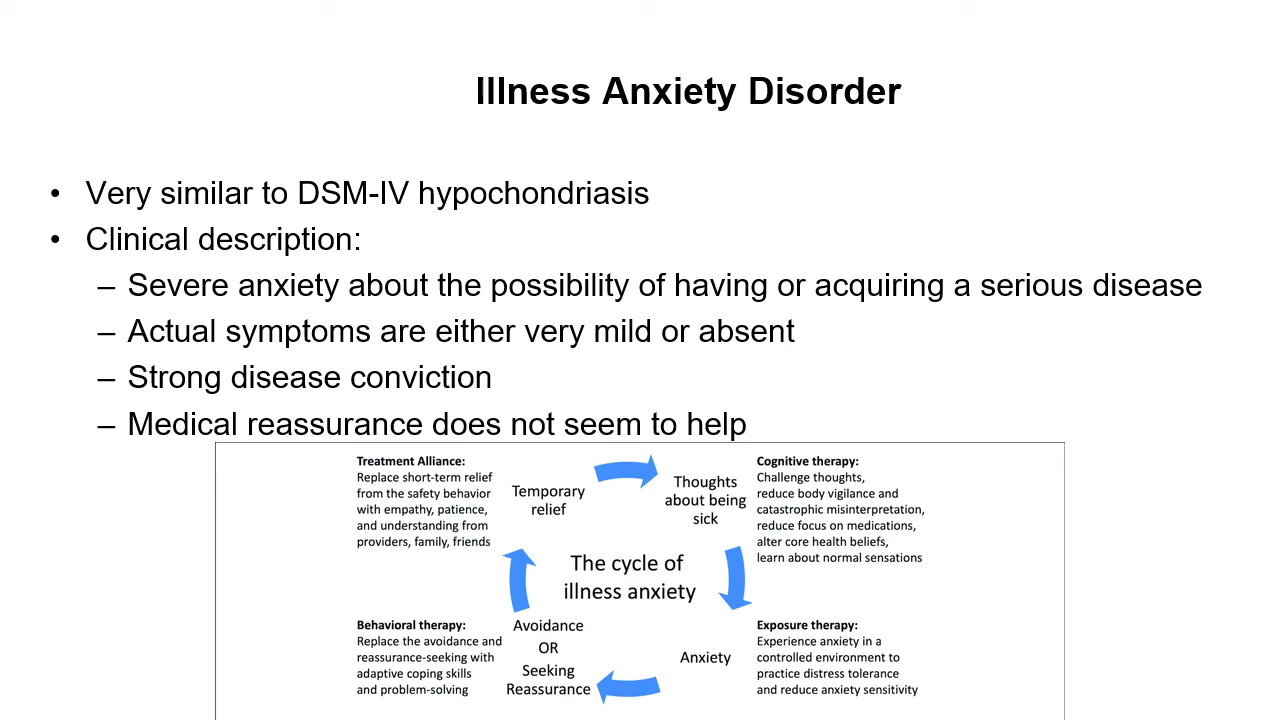 Illness Anxiety Disorder
• Very similar to DSM-IV hypochondriasis
• Clinical description:
– Severe anxiety about the possibility of having or acquiring a serious disease
– Actual symptoms are either very mild or absent
– Strong disease conviction
– Medical reassurance does not seem to help
Treatment Alliance:
Replace short-term relief
from the safety behavior
with empathy, patience,
and understanding from
providers, family, friends
Temporary
relief
Thoughts
about being
sick
Cognitive therapy:
Challenge thoughts,
reduce body vigilance and
catastrophic misinterpretation,
reduce focus on medications,
alter core health beliefs,
learn about normal sensations
The cycle of
illness anxiety
Behavioral therapy:
Replace the avoidance and
reassurance-seeking with
adaptive coping skills
and problem-solving
Avoidance
OR
Seeking
Reassurance
Anxiety
Exposure therapy:
Experience anxiety in a
controlled environment to
practice distress tolerance
and reduce anxiety sensitivity